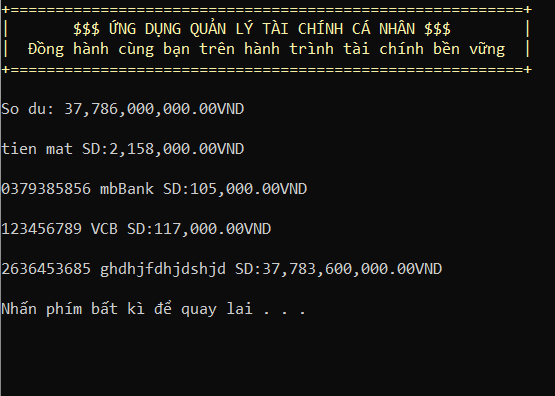 +=========================================================+
|       $$$ ỨNG DỤNG QUẢN LÝ TÀI CHÍNH CÁ NHÂN $$$        |
|  Đồng hành cùng bạn trên hành trình tài chính bền vững  |
+=========================================================+
So du: 37,786,000,000.00VND
tien mat SD:2,158,000.00VND
0379385856 mbBank SD:105,000.00VND
123456789 VCB SD:117,000.00VND
2636453685 ghdhjfdhjdshjd SD:37,783,600,000.00VND
Nhấn phím bất kì để quay lai . . .